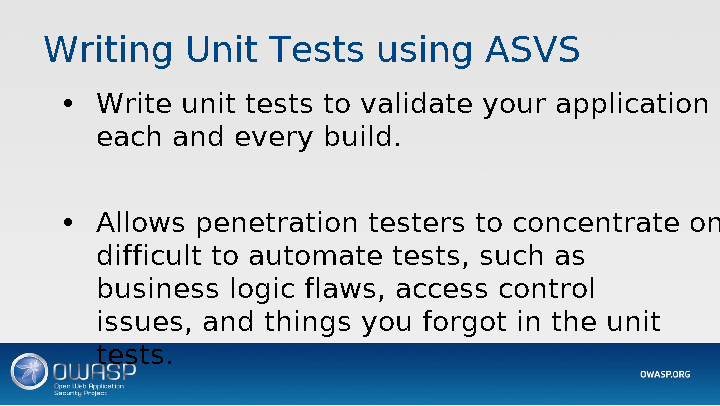 Writing Unit Tests using ASVS
• Write unit tests to validate your application
each and every build.
• Allows penetration testers to concentrate on
difficult to automate tests, such as
business logic flaws, access control
issues, and things you forgot in the unit
tests.
OWASP
Open Web Application
Security Project
OWASP.ORG